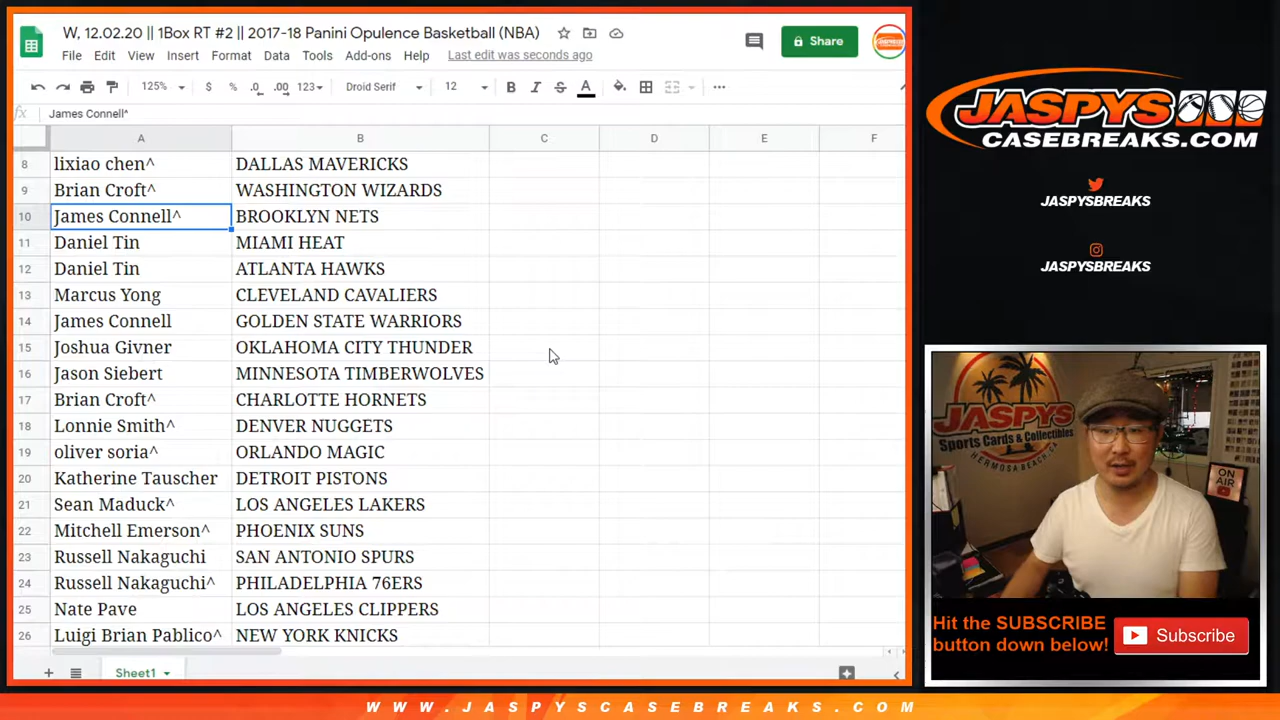 W, 12.02.20 || 1Box RT #2 || 2017-18 Panini Opulence Basketball (NBA)
File Edit View Insert Format Data Tools Add-ons Help Last edit was seconds ago
Share
125% $ % .0 .00 123 Droid Serif 12 B I S A
fx James Connell^
A B C D E F
8 lixiao chen^ DALLAS MAVERICKS
9 Brian Croft^ WASHINGTON WIZARDS
10 James Connell^ BROOKLYN NETS
11 Daniel Tin MIAMI HEAT
12 Daniel Tin ATLANTA HAWKS
13 Marcus Yong CLEVELAND CAVALIERS
14 James Connell GOLDEN STATE WARRIORS
15 Joshua Givner OKLAHOMA CITY THUNDER
16 Jason Siebert MINNESOTA TIMBERWOLVES
17 Brian Croft^ CHARLOTTE HORNETS
18 Lonnie Smith^ DENVER NUGGETS
19 oliver soria^ ORLANDO MAGIC
20 Katherine Tauscher DETROIT PISTONS
21 Sean Maduck^ LOS ANGELES LAKERS
22 Mitchell Emerson^ PHOENIX SUNS
23 Russell Nakaguchi SAN ANTONIO SPURS
24 Russell Nakaguchi^ PHILADELPHIA 76ERS
25 Nate Pave LOS ANGELES CLIPPERS
26 Luigi Brian Pablico^ NEW YORK KNICKS
Sheet1
JASPYS
CASEBREAKS.COM
JASPYSBREAKS
JASPYSBREAKS
JASPYS
Sports Cards & Collectibles
HERMOSA BEACH, CA
ON AIR
Hit the SUBSCRIBE
button down below!
Subscribe
WWW.JASPYSCASEBREAKS.COM